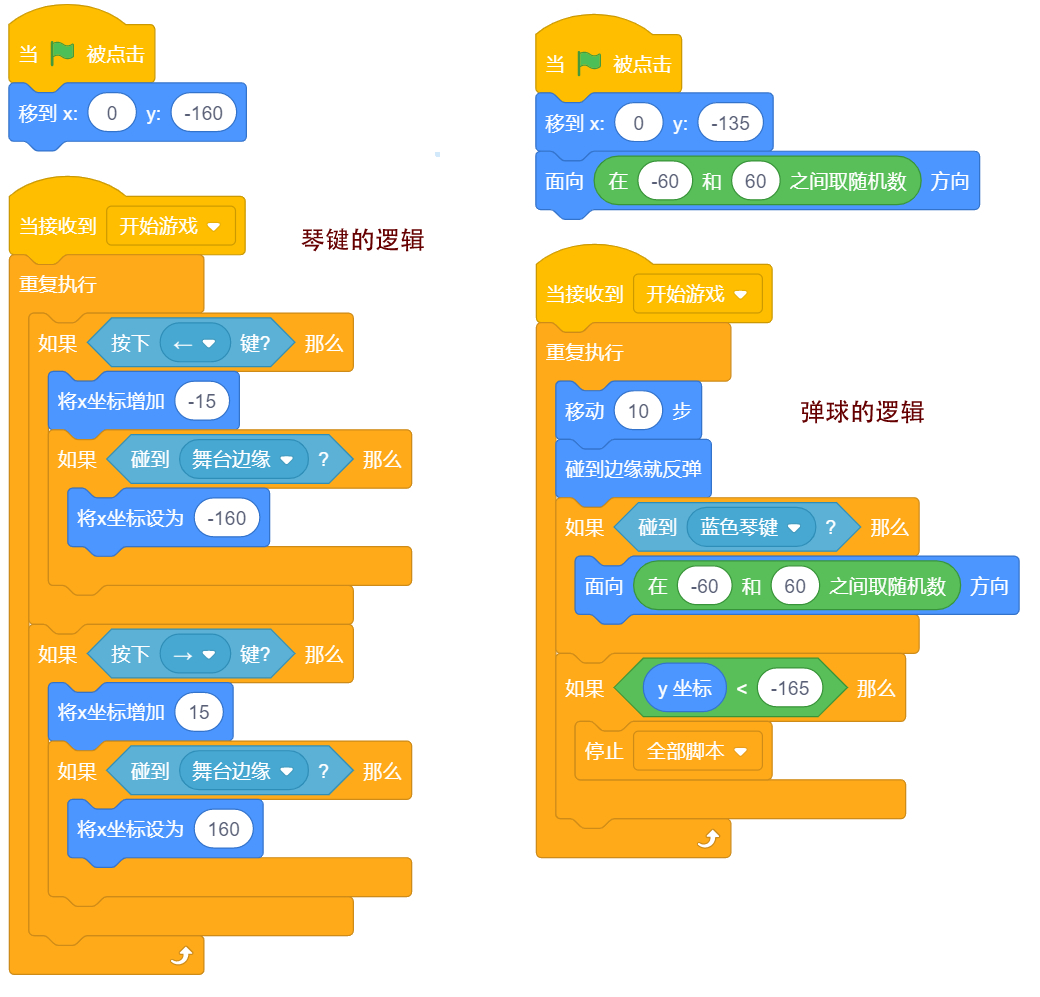 当 被点击
移到 x: 0 y: -160
当接收到 开始游戏
琴键的逻辑
重复执行
如果 按下 ← 键? 那么
将x坐标增加 -15
如果 碰到 舞台边缘 ? 那么
将x坐标设为 -160
如果 按下 → 键? 那么
将x坐标增加 15
如果 碰到 舞台边缘 ? 那么
将x坐标设为 160
当 被点击
移到 x: 0 y: -135
面向 在 -60 和 60 之间取随机数 方向
当接收到 开始游戏
重复执行
移动 10 步
弹球的逻辑
碰到边缘就反弹
如果 碰到 蓝色琴键 ? 那么
面向 在 -60 和 60 之间取随机数 方向
如果 y 坐标 < -165 那么
停止 全部脚本